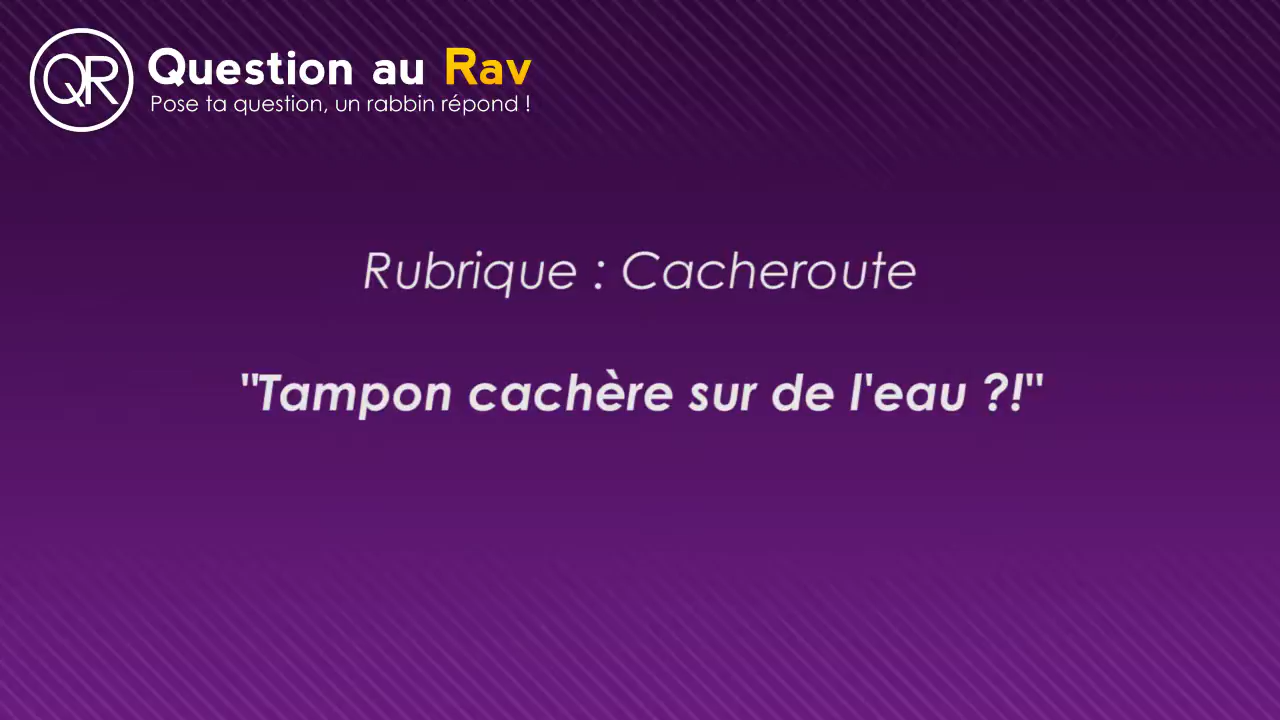 QR
Question au Rav
Pose ta question, un rabbin répond !
Rubrique : Cacheroute
"Tampon cachère sur de l'eau ?!"